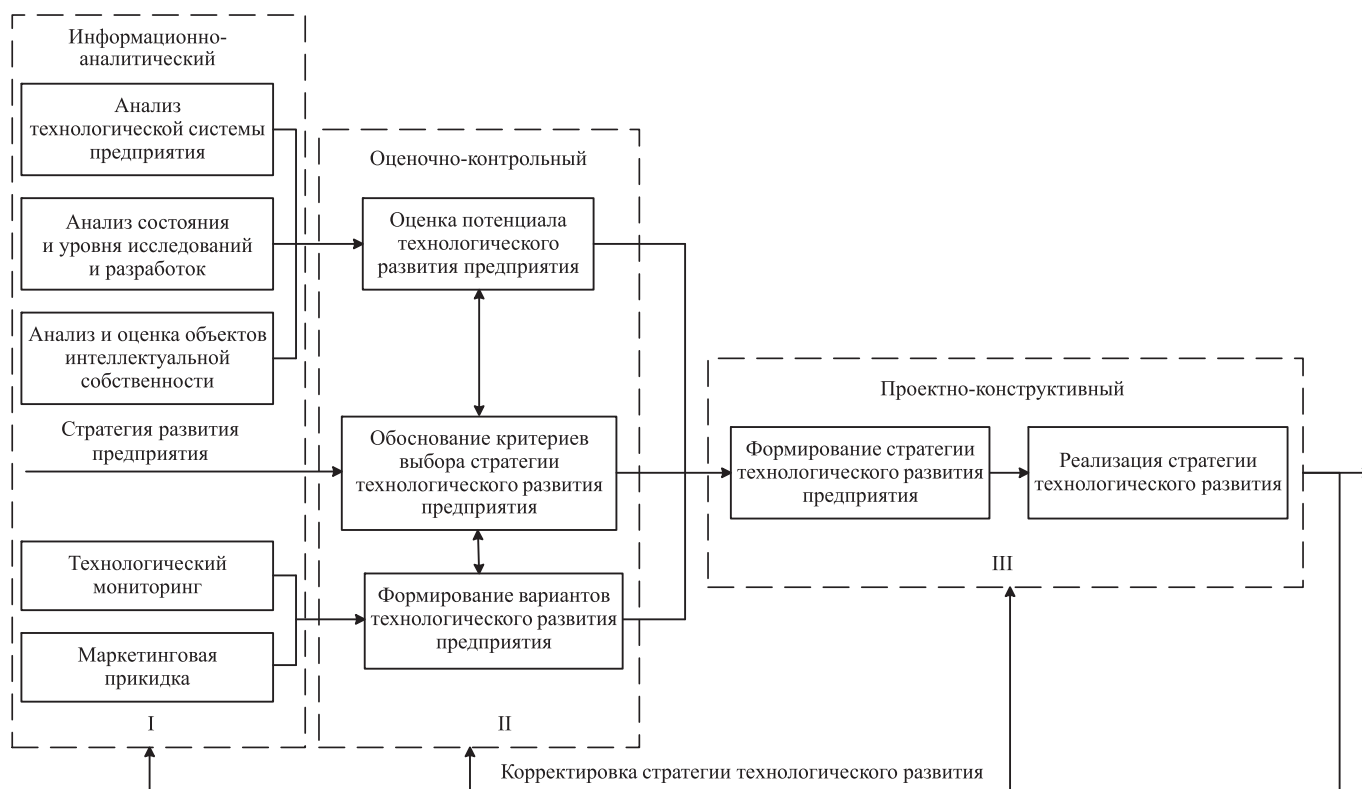 Информационно-
аналитический
Анализ
технологической системы
предприятия
Анализ состояния
и уровня исследований
и разработок
Анализ и оценка объектов
интеллектуальной
собственности
Стратегия развития
предприятия
Технологический
мониторинг
Маркетинговая
прикидка
I
Оценочно-контрольный
Оценка потенциала
технологического
развития предприятия
Обоснование критериев
выбора стратегии
технологического развития
предприятия
Формирование вариантов
технологического развития
предприятия
II
Проектно-конструктивный
Формирование стратегии
технологического развития
предприятия
Реализация стратегии
технологического развития
III
Корректировка стратегии технологического развития